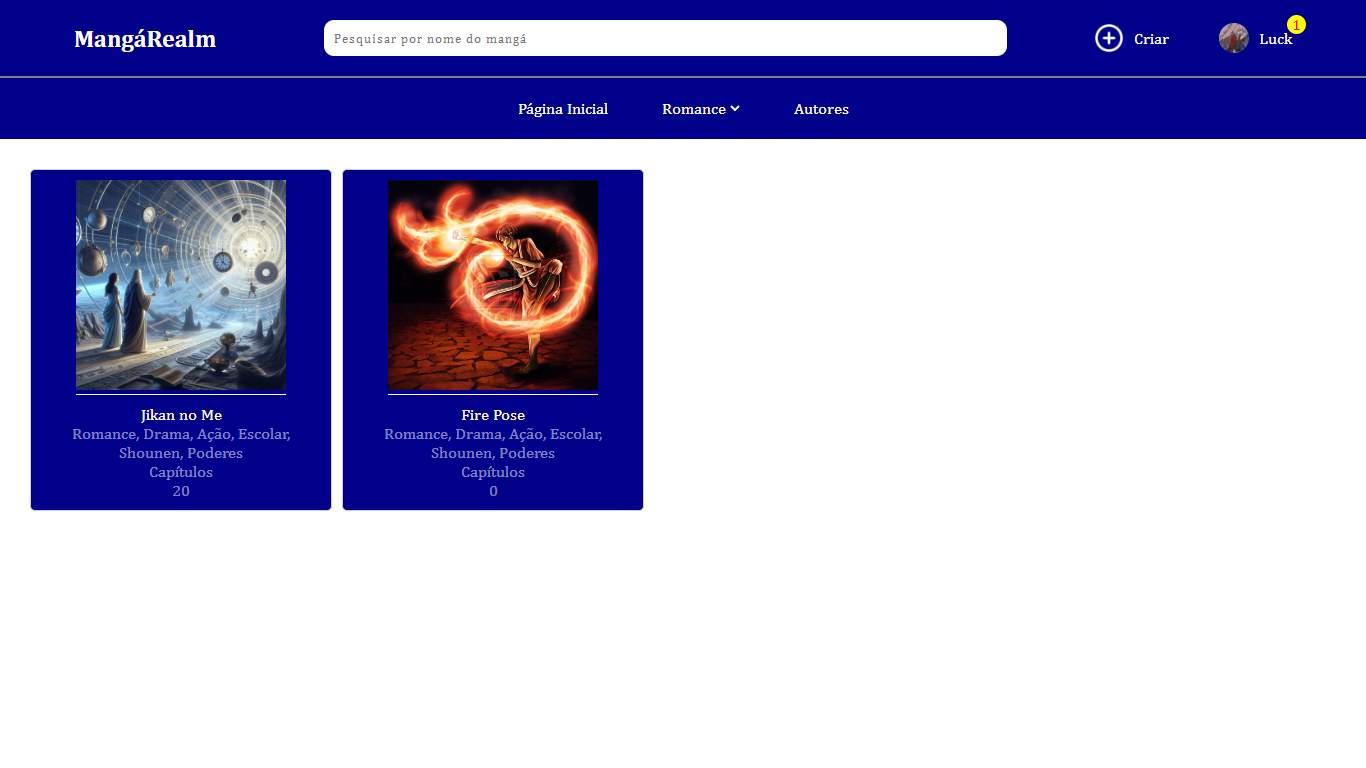 MangáRealm
Pesquisar por nome do mangá
Criar
Luck
1
Página Inicial
Romance
Autores
Jikan no Me
Romance, Drama, Ação, Escolar,
Shounen, Poderes
Capítulos
20
Fire Pose
Romance, Drama, Ação, Escolar,
Shounen, Poderes
Capítulos
0